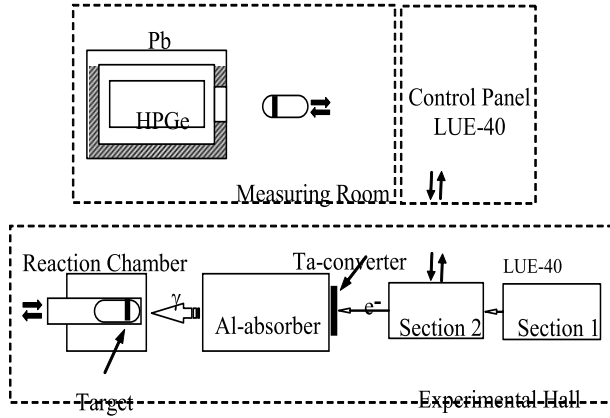 Pb
HPGe
Control Panel
LUE-40
Measuring Room
Reaction Chamber
Ta-converter
LUE-40
γ
Al-absorber
e-
Section 2
Section 1
Target
Experimental Hall